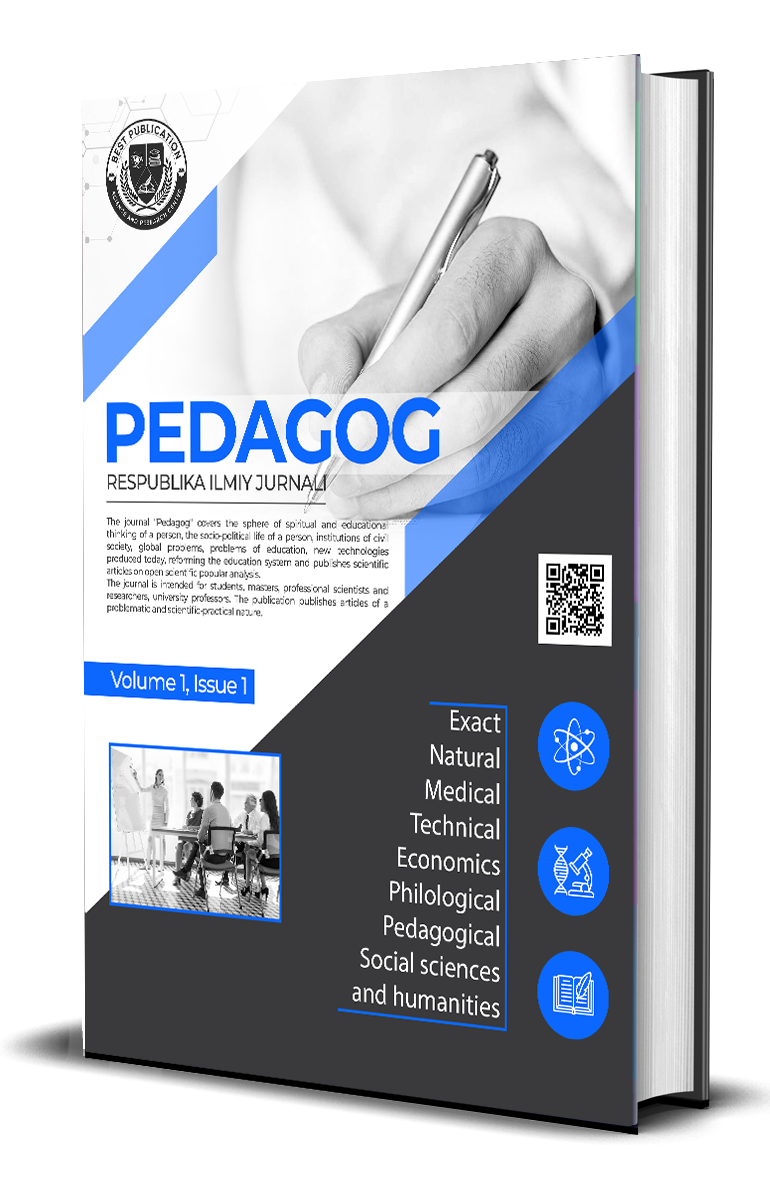 BEST PUBLICATION
SCIENCE AND RESEARCH CENTRE
PEDAGOG
RESPUBLIKA ILMIY JURNALI
The journal "Pedagog" covers the sphere of spiritual and educational
thinking of a person, the socio-political life of a person, institutions of civil
society, global problems, problems of education, new technologies
produced today, reforming the education system and publishes scientific
articles on open scientific popular analysis.
The journal is intended for students, masters, professional scientists and
researchers, university professors. The publication publishes articles of a
problematic and scientific-practical nature.
Volume 1, Issue 1
Exact
Natural
Medical
Technical
Economics
Philological
Pedagogical
Social sciences
and humanities